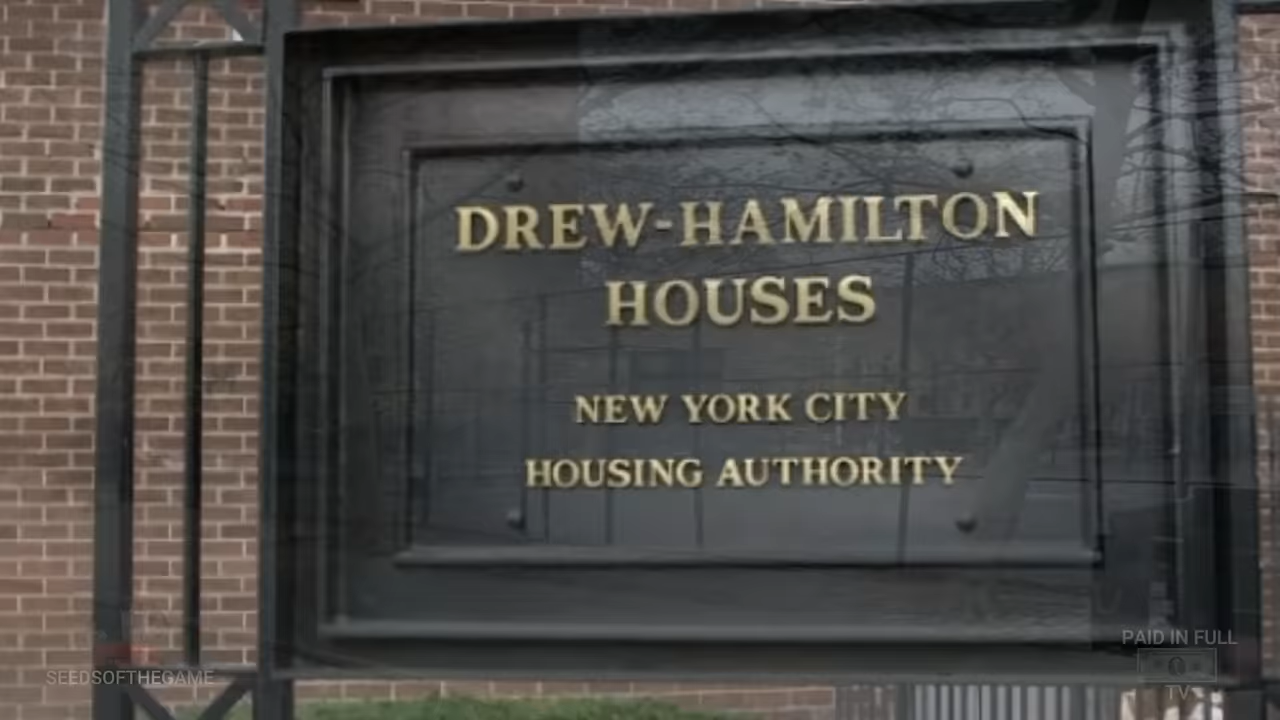 DREW-HAMILTON
HOUSES
NEW YORK CITY
HOUSING AUTHORITY
PAID IN FULL
SEEDSOFTHEGAME
TV